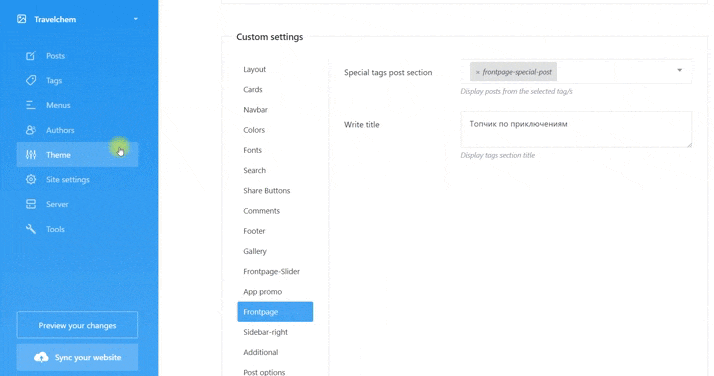 Travelchem
Posts
Tags
Menus
Authors
Theme
Site settings
Server
Tools
Preview your changes
Sync your website
Custom settings
Layout
Cards
Navbar
Colors
Fonts
Search
Share Buttons
Comments
Footer
Gallery
Frontpage-Slider
App promo
Frontpage
Sidebar-right
Additional
Post options
Special tags post section
× frontpage-special-post
Display posts from the selected tag/s
Write title
Топчик по приключениям
Display tags section title